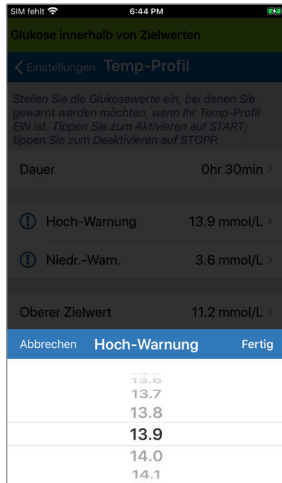 SIM fehlt 6:44 PM
Glukose innerhalb von Zielwerten
Einstellungen Temp-Profil
Stellen Sie die Glukosewerte ein, bei denen Sie
gewarnt werden möchten, wenn Ihr Temp-Profil
EIN ist. Tippen Sie zum Aktivieren auf START;
tippen Sie zum Deaktivieren auf STOPP.
Dauer 0hr 30min
Hoch-Warnung 13.9 mmol/L
Niedr.-Warn. 3.6 mmol/L
Oberer Zielwert 11.2 mmol/L
Abbrechen Hoch-Warnung Fertig
13.6
13.7
13.8
13.9
14.0
14.1